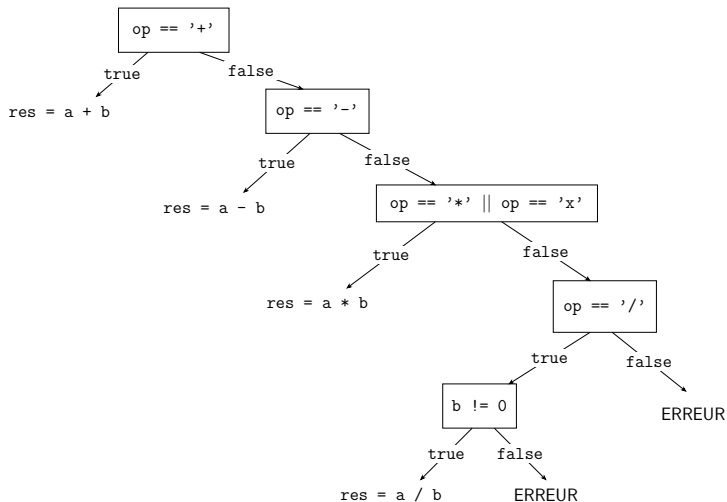 op == '+'
true
false
res = a + b
op == '-'
true
false
res = a - b
op == '*' || op == 'x'
true
false
res = a * b
op == '/'
true
false
b != 0
ERREUR
true
false
res = a / b
ERREUR